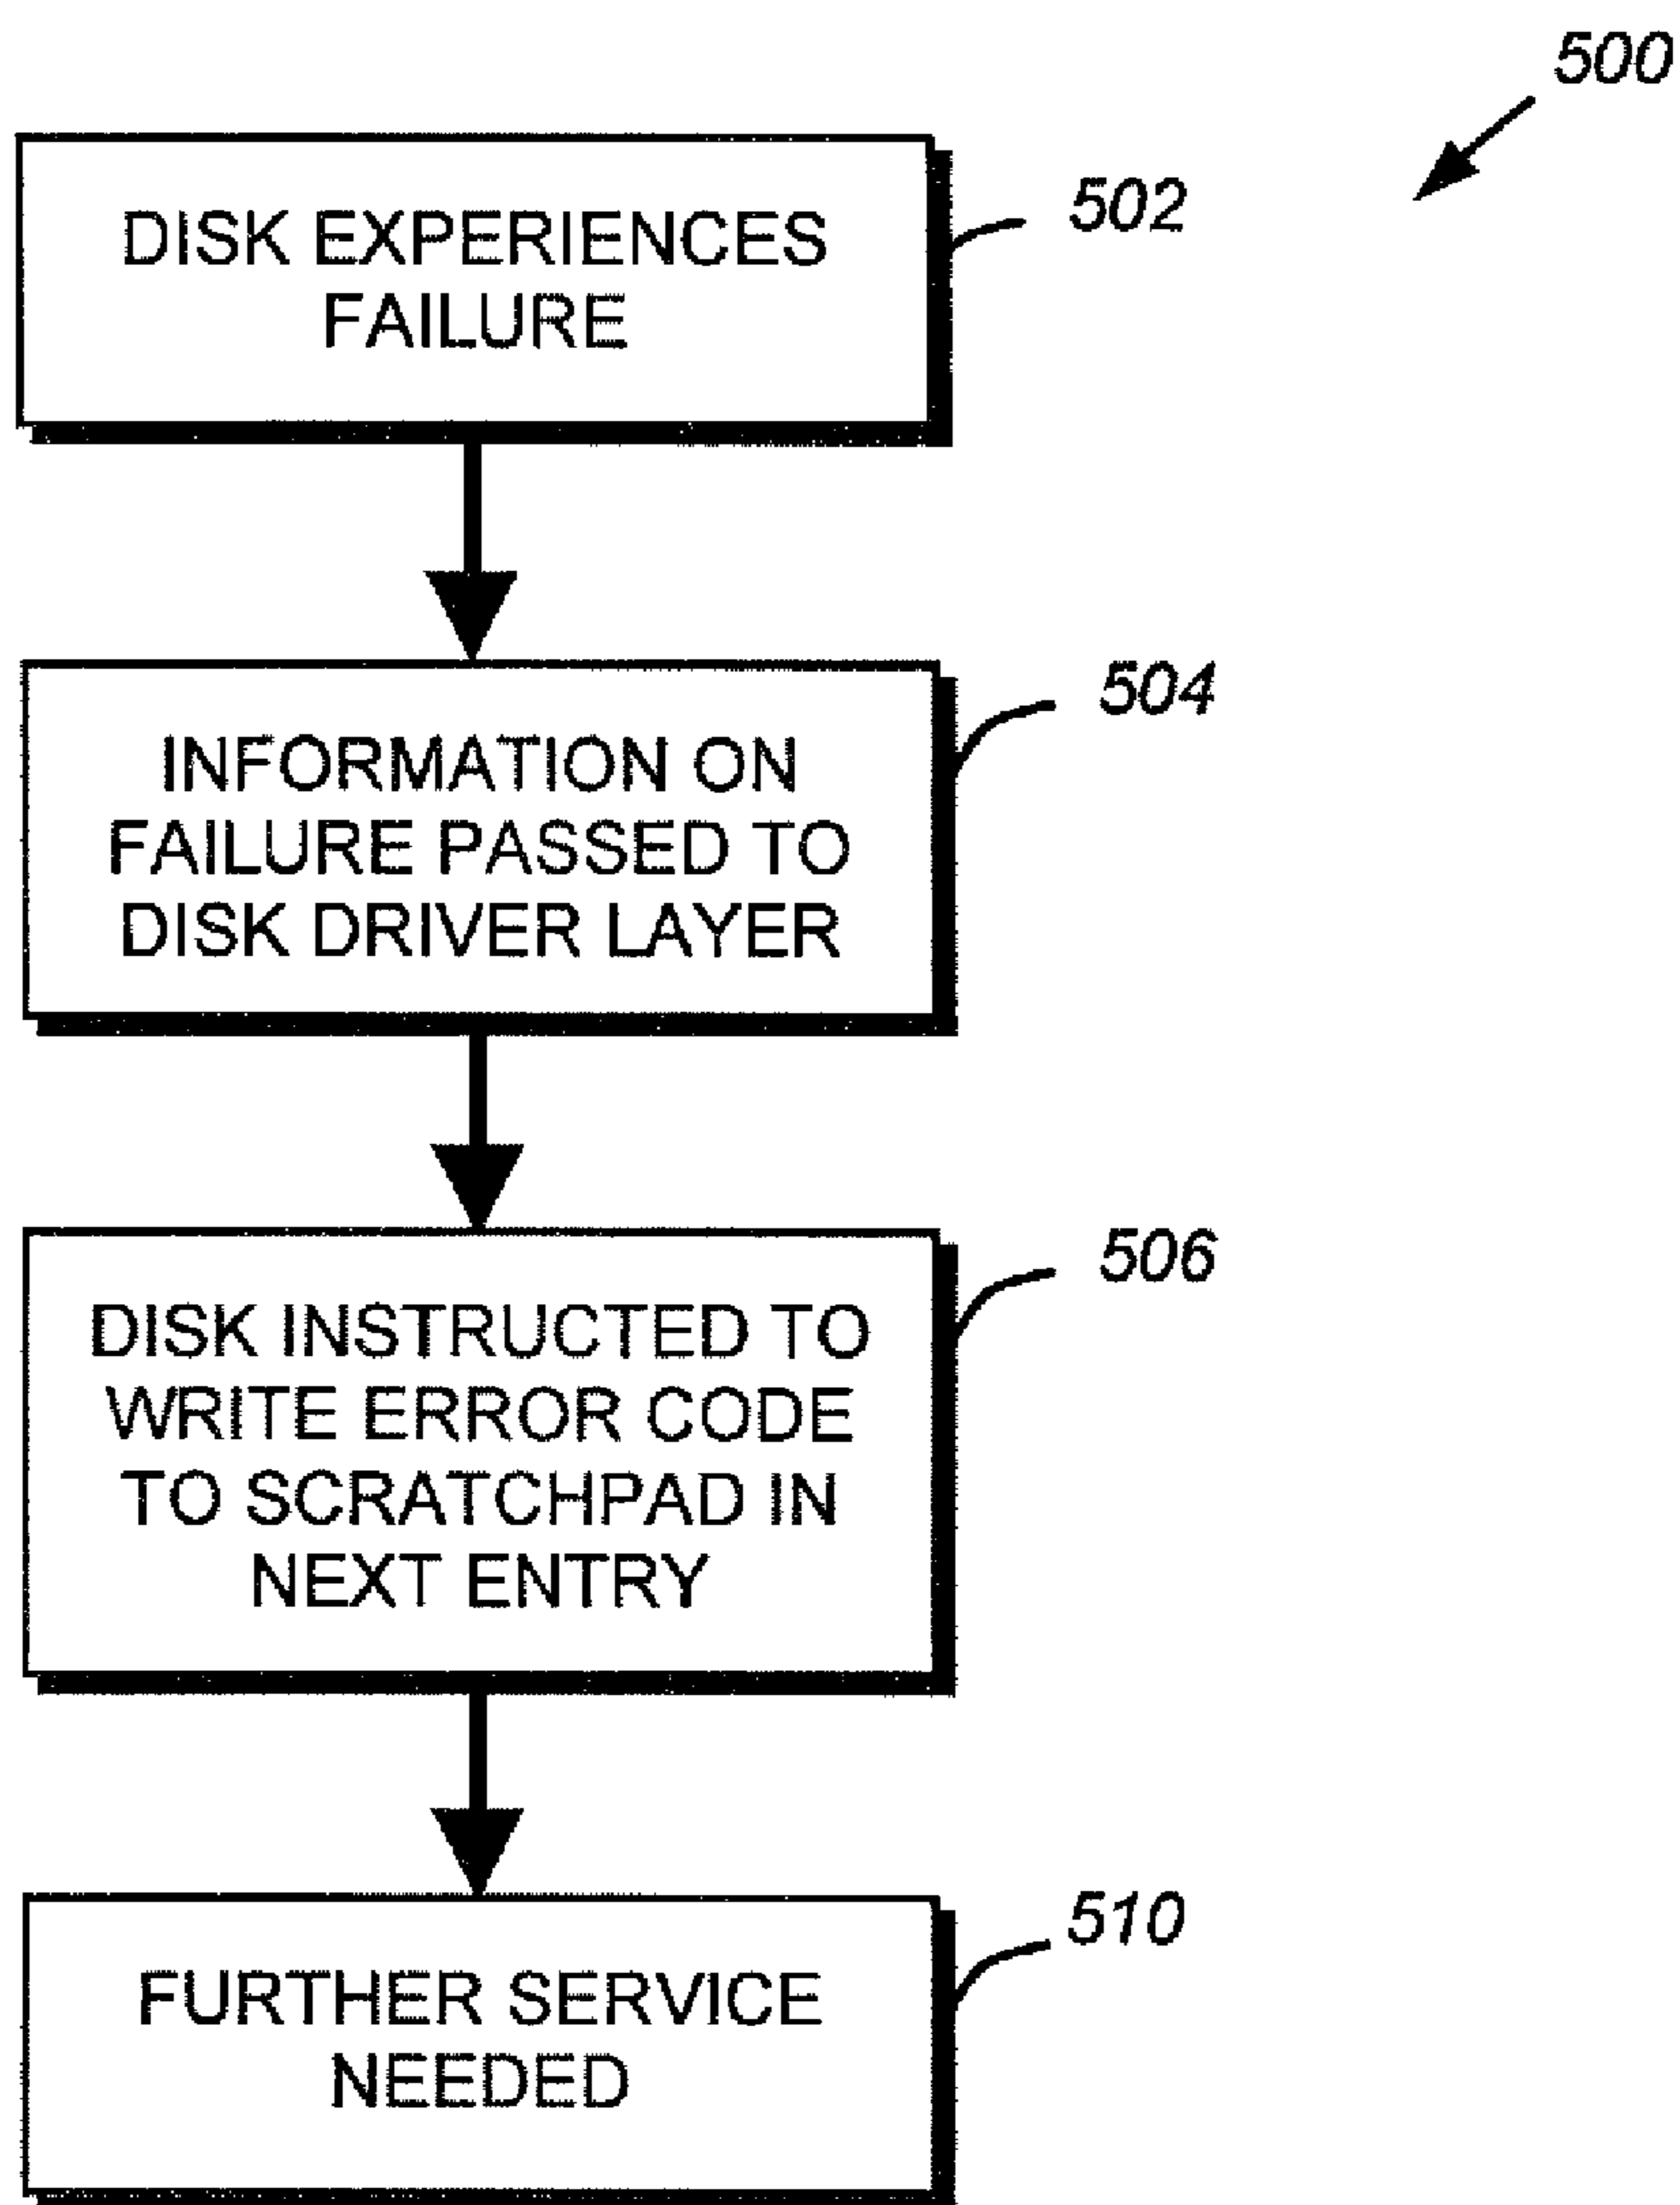 500
DISK EXPERIENCES
FAILURE
502
INFORMATION ON
FAILURE PASSED TO
DISK DRIVER LAYER
504
DISK INSTRUCTED TO
WRITE ERROR CODE
TO SCRATCHPAD IN
NEXT ENTRY
506
FURTHER SERVICE
NEEDED
510